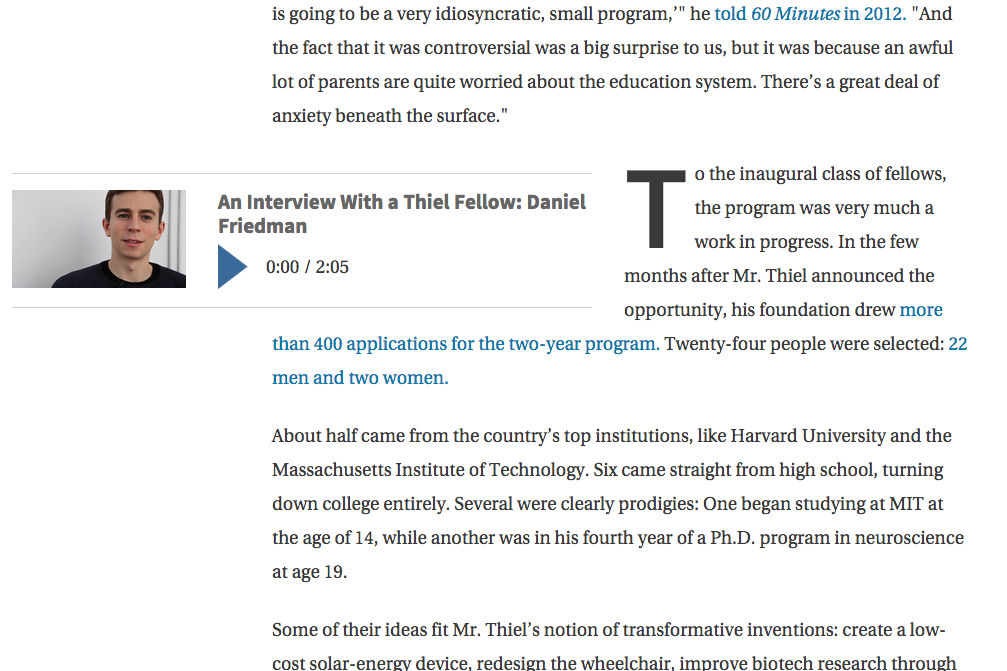 is going to be a very idiosyncratic, small program,’" he told 60 Minutes in 2012. "And
the fact that it was controversial was a big surprise to us, but it was because an awful
lot of parents are quite worried about the education system. There’s a great deal of
anxiety beneath the surface."
An Interview With a Thiel Fellow: Daniel
Friedman
0:00 / 2:05
To the inaugural class of fellows,
the program was very much a
work in progress. In the few
months after Mr. Thiel announced the
opportunity, his foundation drew more
than 400 applications for the two-year program. Twenty-four people were selected: 22
men and two women.
About half came from the country’s top institutions, like Harvard University and the
Massachusetts Institute of Technology. Six came straight from high school, turning
down college entirely. Several were clearly prodigies: One began studying at MIT at
the age of 14, while another was in his fourth year of a Ph.D. program in neuroscience
at age 19.
Some of their ideas fit Mr. Thiel’s notion of transformative inventions: create a low-
cost solar-energy device, redesign the wheelchair, improve biotech research through